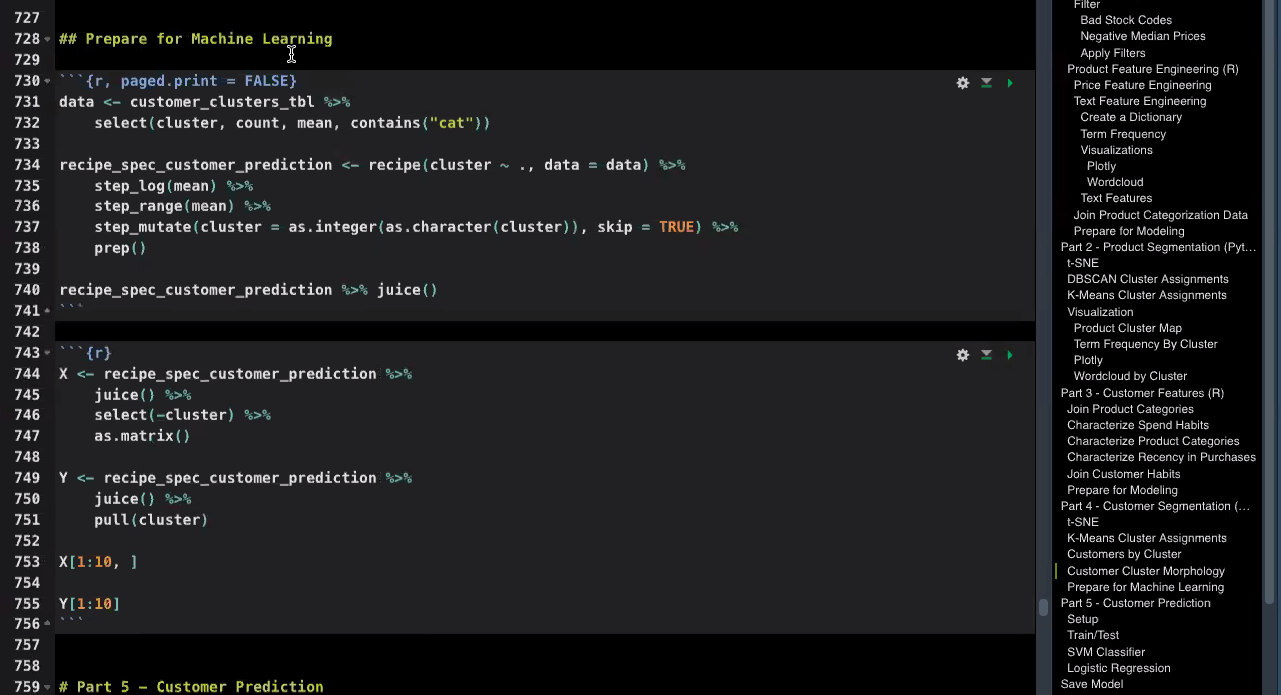 727
728 ## Prepare for Machine Learning
729
730 ```{r, paged.print = FALSE}
731 data <- customer_clusters_tbl %>%
732     select(cluster, count, mean, contains("cat"))
733
734 recipe_spec_customer_prediction <- recipe(cluster ~ ., data = data) %>%
735     step_log(mean) %>%
736     step_range(mean) %>%
737     step_mutate(cluster = as.integer(as.character(cluster)), skip = TRUE) %>%
738     prep()
739
740 recipe_spec_customer_prediction %>% juice()
741 ```
742
743 ```{r}
744 X <- recipe_spec_customer_prediction %>%
745     juice() %>%
746     select(-cluster) %>%
747     as.matrix()
748
749 Y <- recipe_spec_customer_prediction %>%
750     juice() %>%
751     pull(cluster)
752
753 X[1:10, ]
754
755 Y[1:10]
756 ```
757
758
759 # Part 5 - Customer Prediction
Filter
Bad Stock Codes
Negative Median Prices
Apply Filters
Product Feature Engineering (R)
Price Feature Engineering
Text Feature Engineering
Create a Dictionary
Term Frequency
Visualizations
Plotly
Wordcloud
Text Features
Join Product Categorization Data
Prepare for Modeling
Part 2 - Product Segmentation (Pyt...
t-SNE
DBSCAN Cluster Assignments
K-Means Cluster Assignments
Visualization
Product Cluster Map
Term Frequency By Cluster
Plotly
Wordcloud by Cluster
Part 3 - Customer Features (R)
Join Product Categories
Characterize Spend Habits
Characterize Product Categories
Characterize Recency in Purchases
Join Customer Habits
Prepare for Modeling
Part 4 - Customer Segmentation (...
t-SNE
K-Means Cluster Assignments
Customers by Cluster
Customer Cluster Morphology
Prepare for Machine Learning
Part 5 - Customer Prediction
Setup
Train/Test
SVM Classifier
Logistic Regression
Save Model